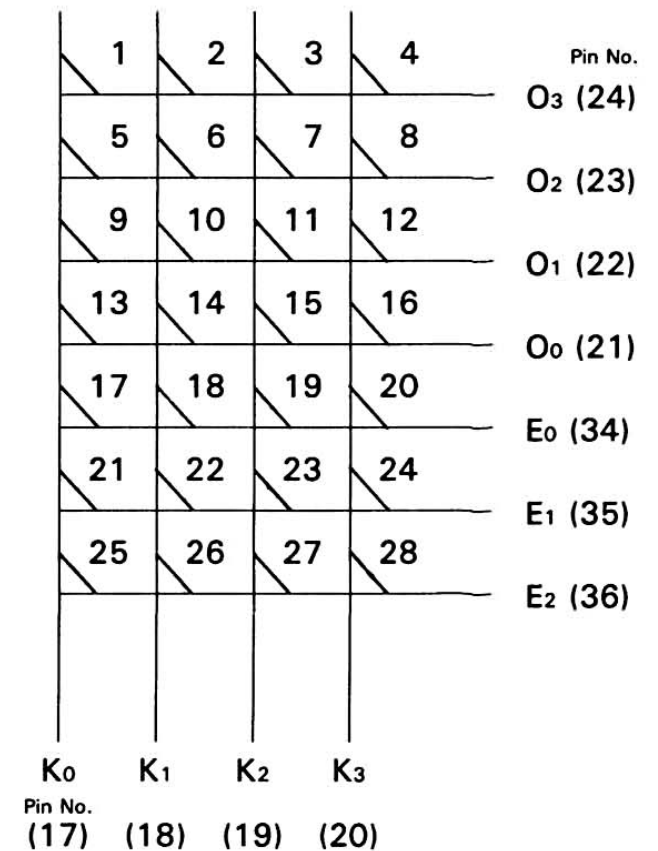 1 2 3 4 Pin No.
O3 (24)
5 6 7 8
O2 (23)
9 10 11 12
O1 (22)
13 14 15 16
O0 (21)
17 18 19 20
E0 (34)
21 22 23 24
E1 (35)
25 26 27 28
E2 (36)
K0 K1 K2 K3
Pin No.
(17) (18) (19) (20)